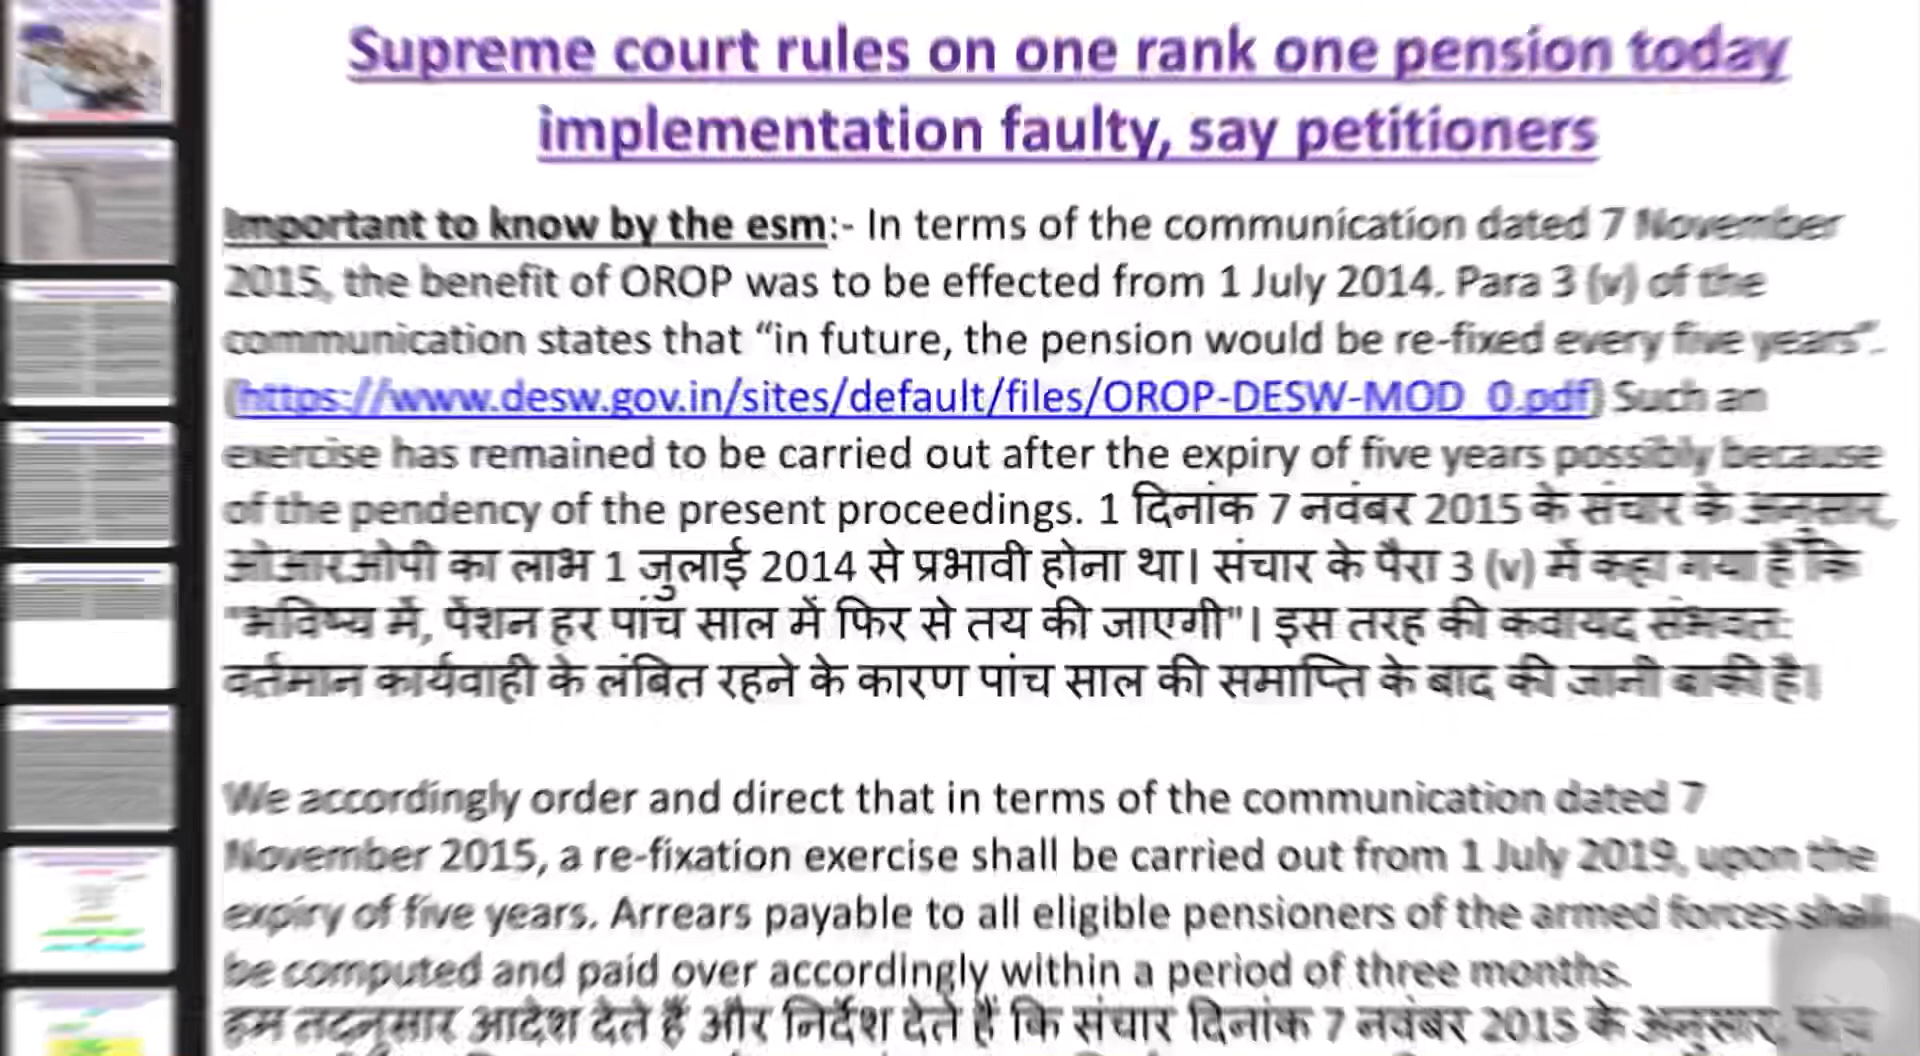 Supreme court rules on one rank one pension today
implementation faulty, say petitioners
Important to know by the esm:- In terms of the communication dated 7 November
2015, the benefit of OROP was to be effected from 1 July 2014. Para 3 (v) of the
communication states that “in future, the pension would be re-fixed every five years”.
(https://www.desw.gov.in/sites/default/files/OROP-DESW-MOD_0.pdf) Such an
exercise has remained to be carried out after the expiry of five years possibly because
of the pendency of the present proceedings. 1 दिनांक 7 नवंबर 2015 के संचार के अनुसार,
ओआरओपी का लाभ 1 जुलाई 2014 से प्रभावी होना था। संचार के पैरा 3 (v) में कहा गया है कि
"भविष्य में, पेंशन हर पांच साल में फिर से तय की जाएगी"। इस तरह की कवायद संभवत:
वर्तमान कार्यवाही के लंबित रहने के कारण पांच साल की समाप्ति के बाद की जानी बाकी है।
We accordingly order and direct that in terms of the communication dated 7
November 2015, a re-fixation exercise shall be carried out from 1 July 2019, upon the
expiry of five years. Arrears payable to all eligible pensioners of the armed forces shall
be computed and paid over accordingly within a period of three months.
हम तदनुसार आदेश देते हैं और निर्देश देते हैं कि संचार दिनांक 7 नवंबर 2015 के अनुसार, पांच